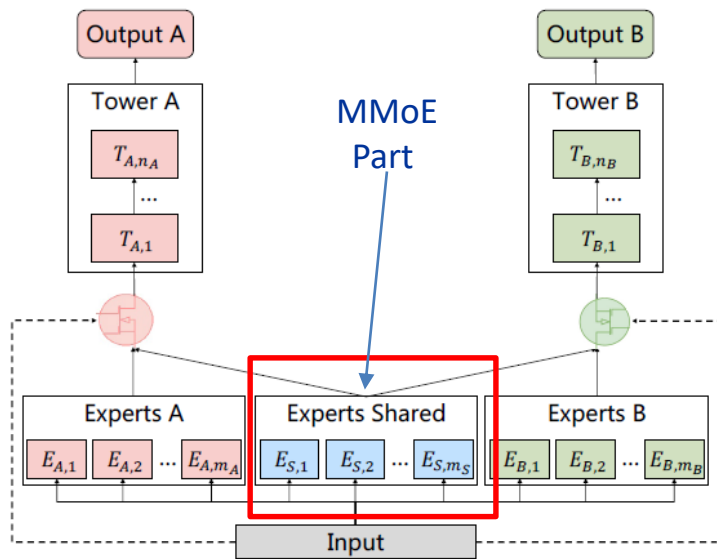 Output A
Output B
Tower A
Tower B
MMoE
Part
T_{A,n_A}
T_{B,n_B}
...
...
T_{A,1}
T_{B,1}
Experts A
Experts Shared
Experts B
E_{A,1} E_{A,2} ... E_{A,m_A}
E_{S,1} E_{S,2} ... E_{S,m_S}
E_{B,1} E_{B,2} ... E_{B,m_B}
Input